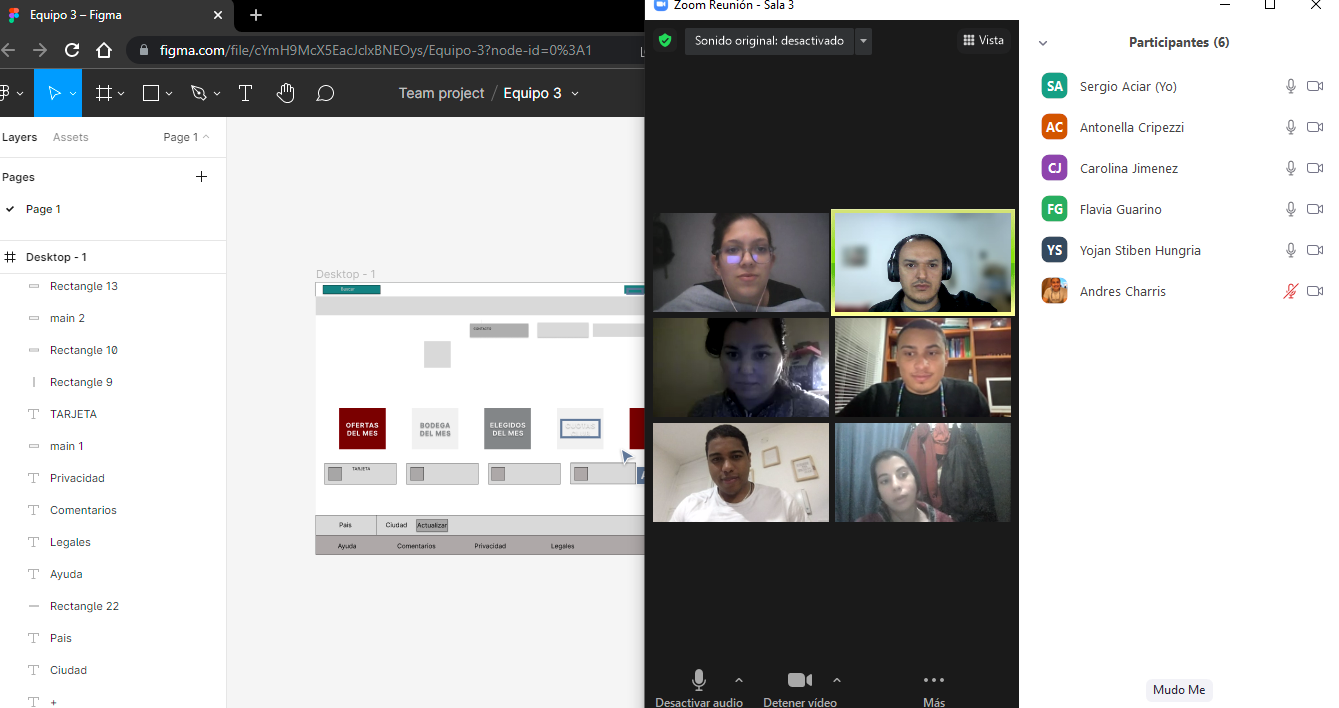 Equipo 3 – Figma
figma.com/file/cYmH9McX5EacJclxBNEOys/Equipo-3?node-id=0%3A1
Team project / Equipo 3
Layers
Assets
Page 1
Pages
Page 1
Desktop - 1
Rectangle 13
main 2
Rectangle 10
Rectangle 9
TARJETA
main 1
Privacidad
Comentarios
Legales
Ayuda
Rectangle 22
Pais
Ciudad
+
Desktop - 1
OFERTAS
DEL MES
BODEGA
DEL MES
ELEGIDOS
DEL MES
TARJETA
Pais
Ciudad
Actualizar
Ayuda
Comentarios
Privacidad
Legales
Zoom Reunión - Sala 3
Sonido original: desactivado
Vista
Desactivar audio
Detener vídeo
Más
Participantes (6)
SA
Sergio Aciar (Yo)
AC
Antonella Cripezzi
CJ
Carolina Jimenez
FG
Flavia Guarino
YS
Yojan Stiben Hungria
Andres Charris
Mudo Me